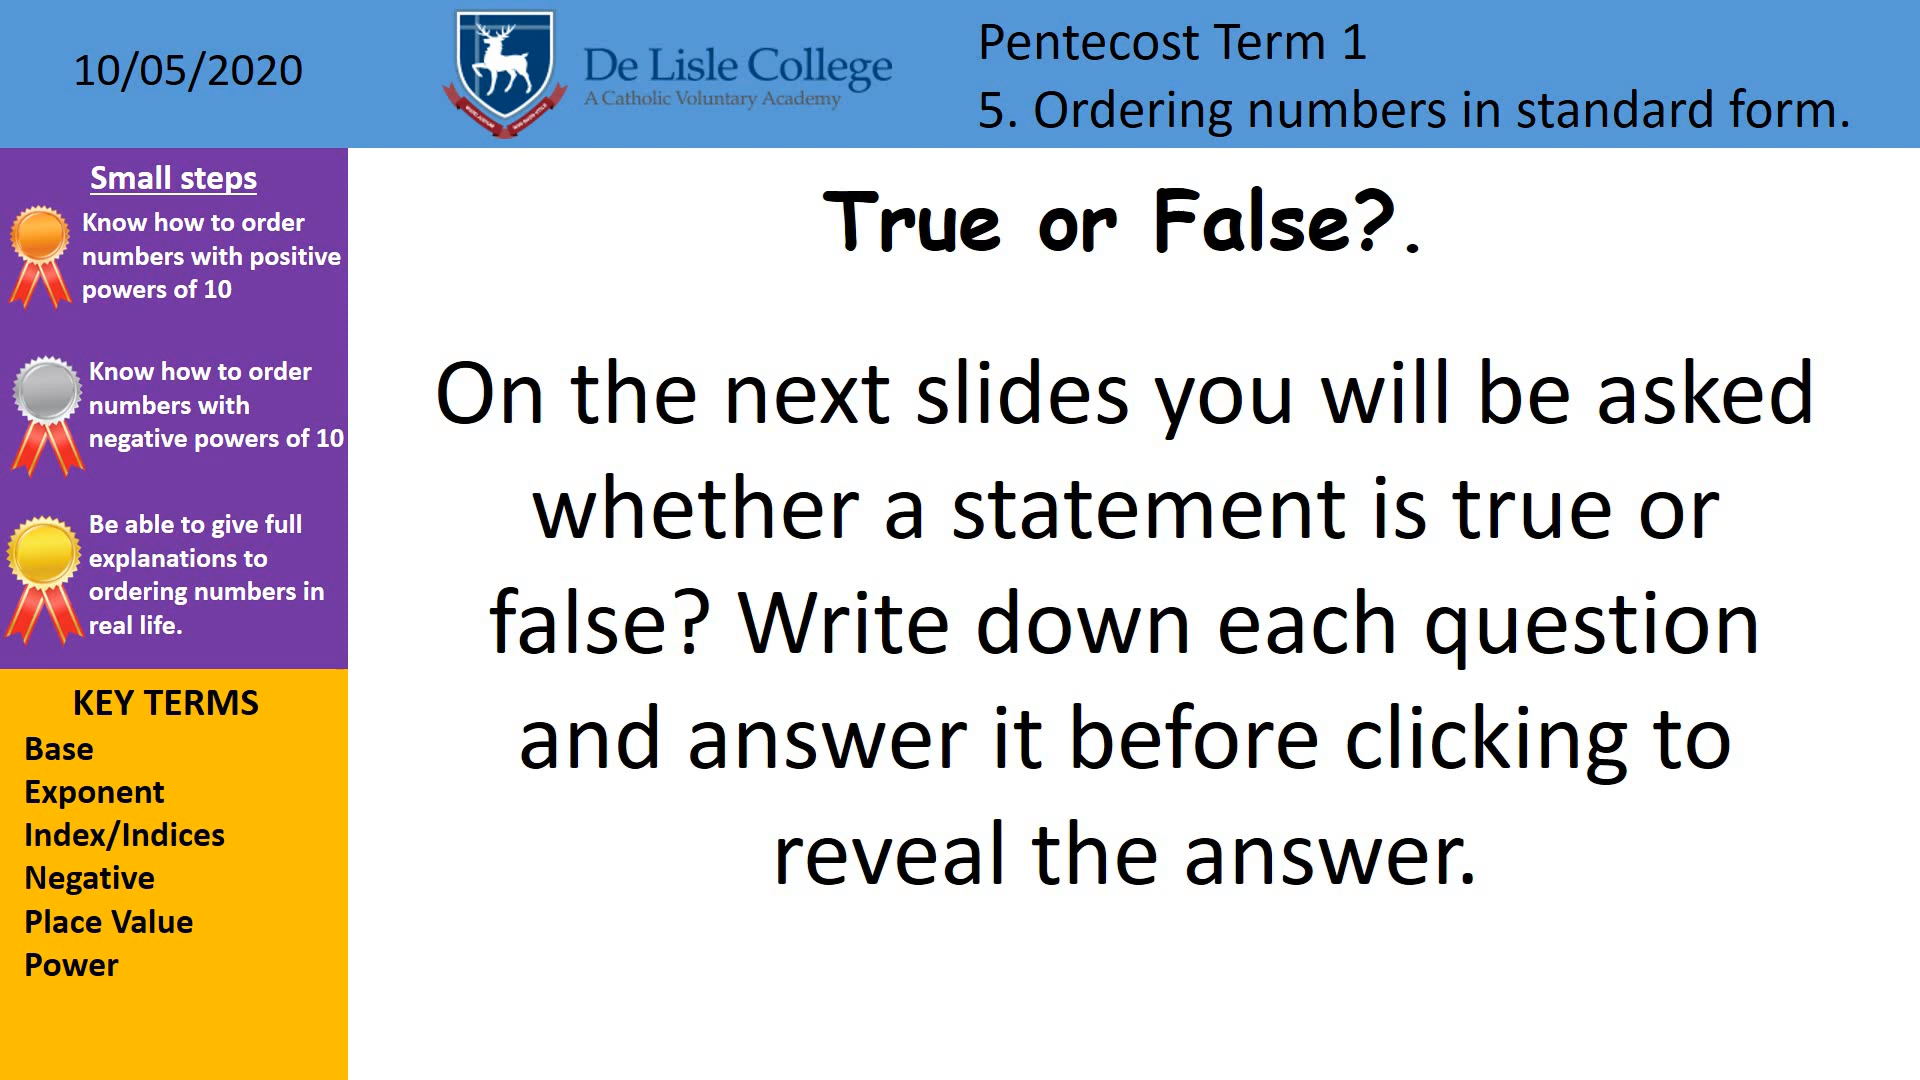 10/05/2020
De Lisle College
A Catholic Voluntary Academy
Pentecost Term 1
5. Ordering numbers in standard form.
Small steps
Know how to order
numbers with positive
powers of 10
Know how to order
numbers with
negative powers of 10
Be able to give full
explanations to
ordering numbers in
real life.
KEY TERMS
Base
Exponent
Index/Indices
Negative
Place Value
Power
True or False?.
On the next slides you will be asked
whether a statement is true or
false? Write down each question
and answer it before clicking to
reveal the answer.